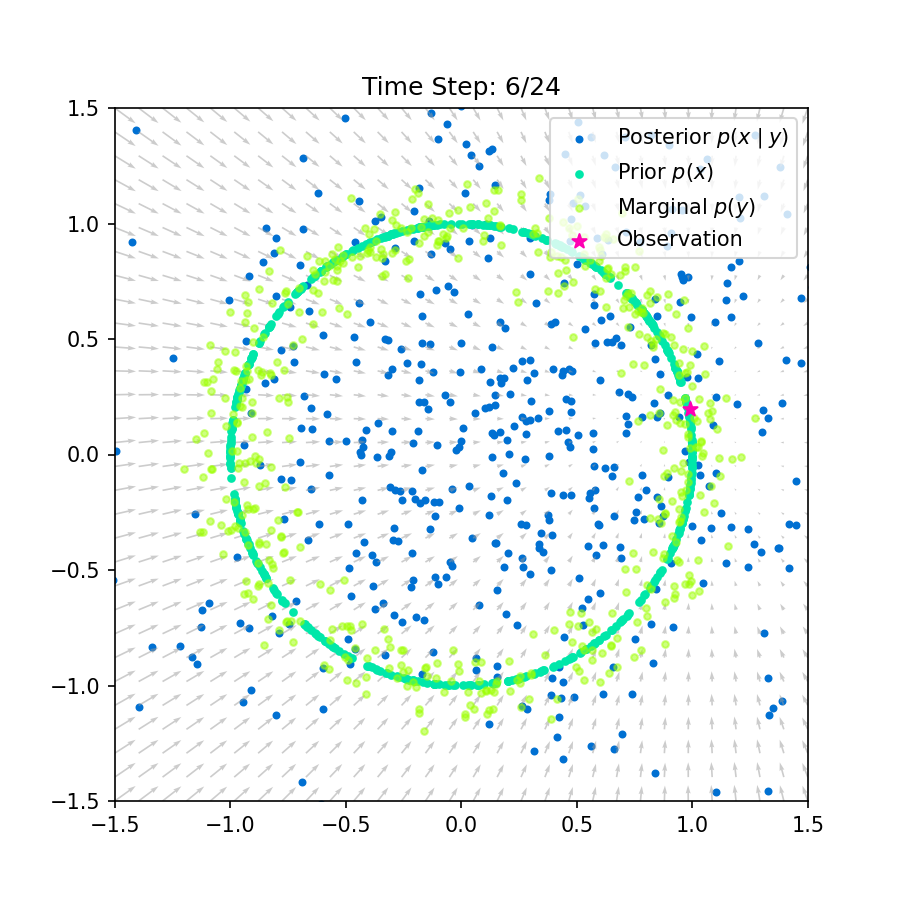 Time Step: 6/24
Posterior p(x | y)
Prior p(x)
Marginal p(y)
Observation
1.5
1.0
0.5
0.0
−0.5
−1.0
−1.5
−1.5 −1.0 −0.5 0.0 0.5 1.0 1.5